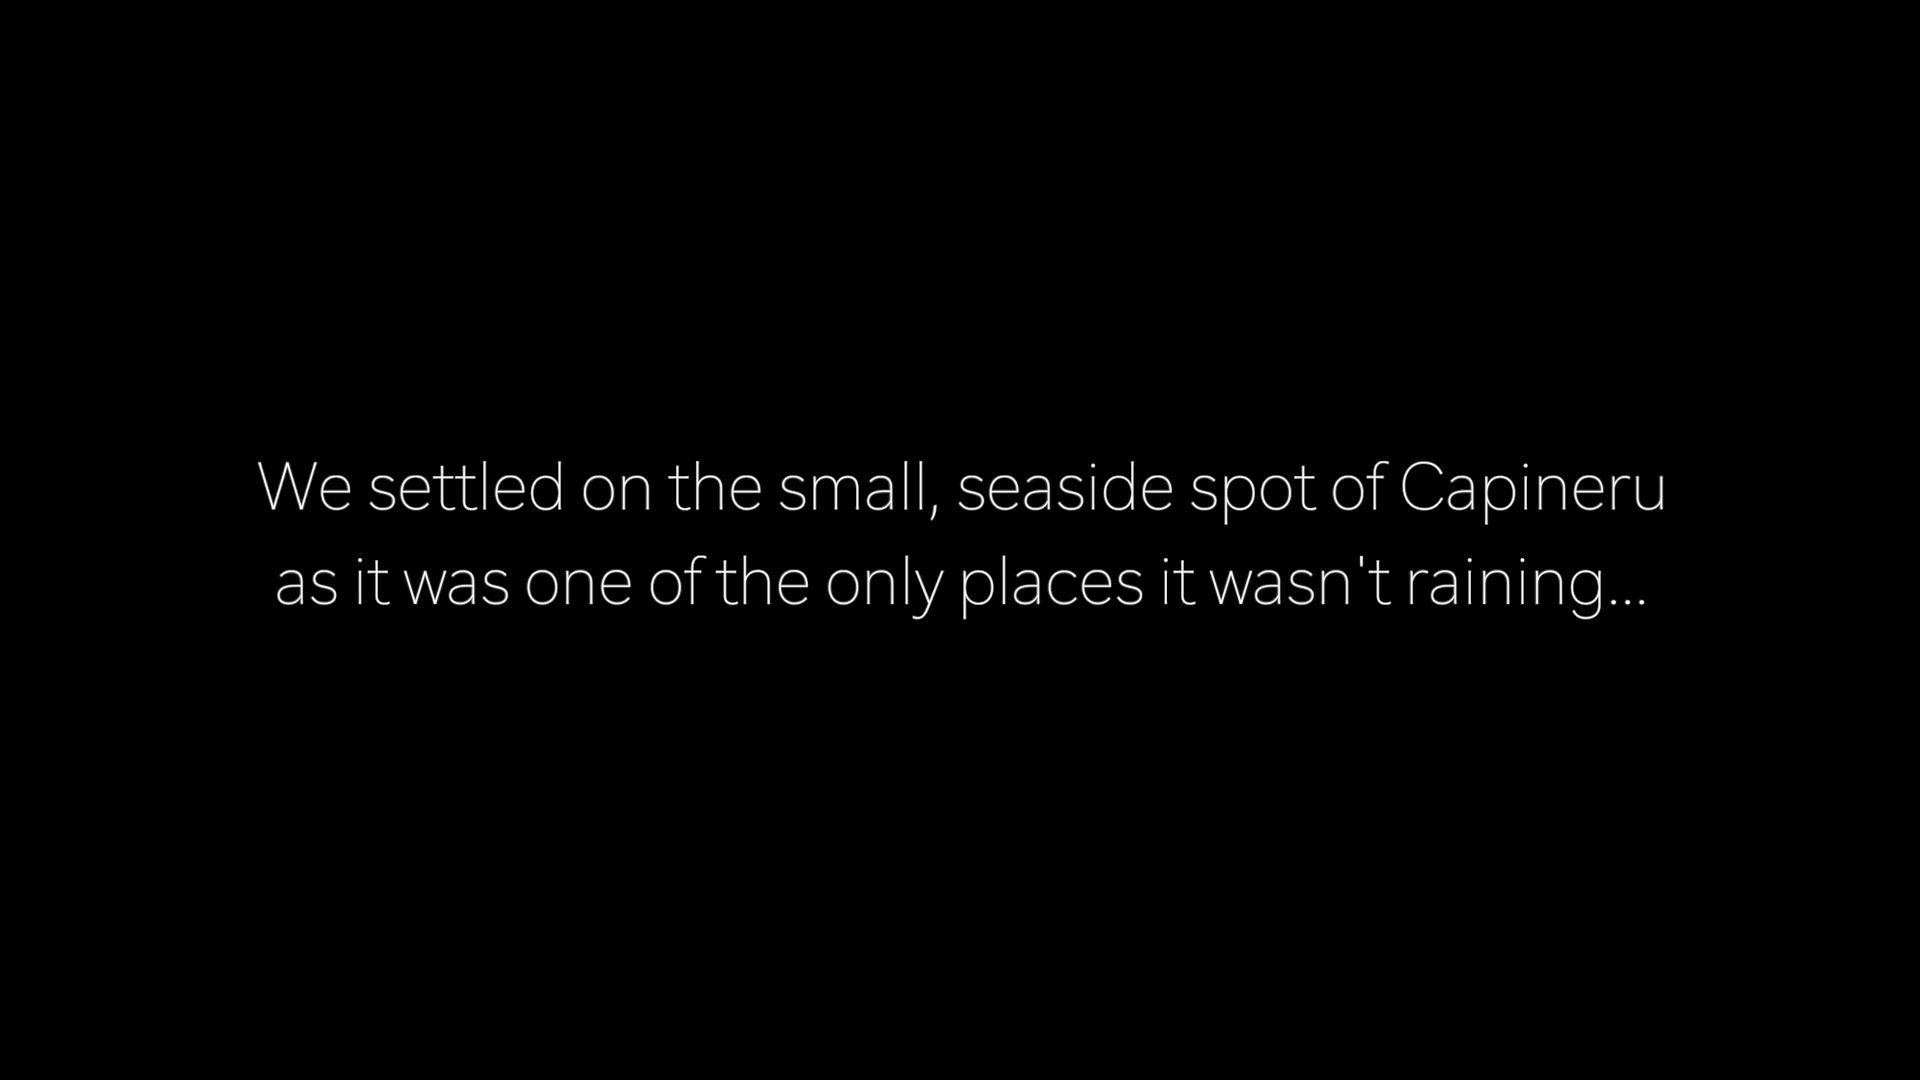 We settled on the small, seaside spot of Capineru
as it was one of the only places it wasn't raining...